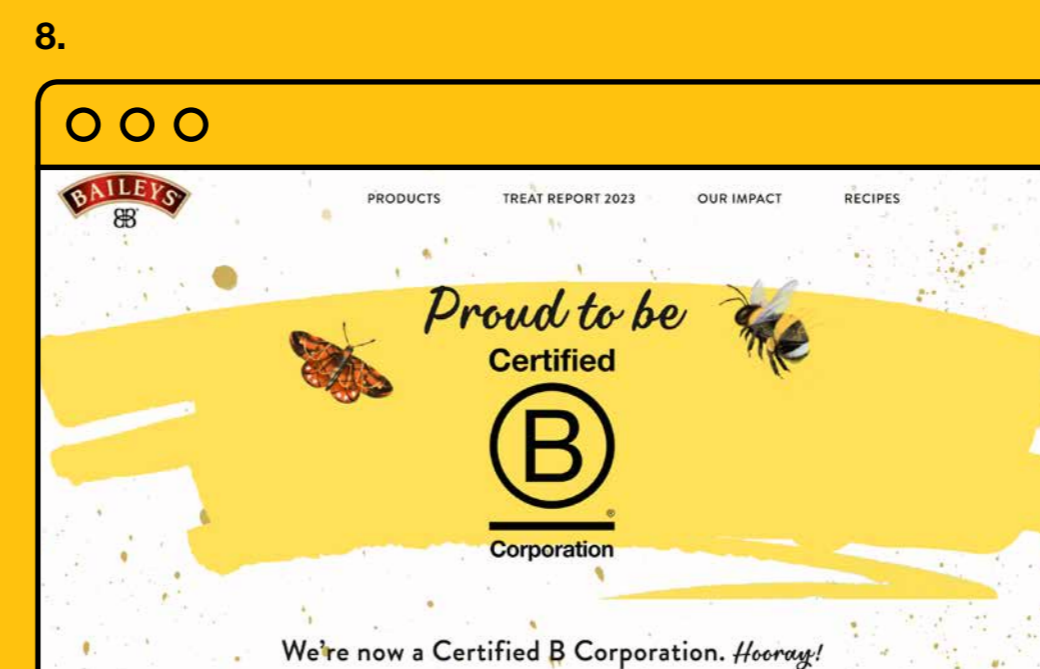 8.
BAILEYS
PRODUCTS TREAT REPORT 2023 OUR IMPACT RECIPES
Proud to be
Certified
B
®
Corporation
We're now a Certified B Corporation. Hooray!